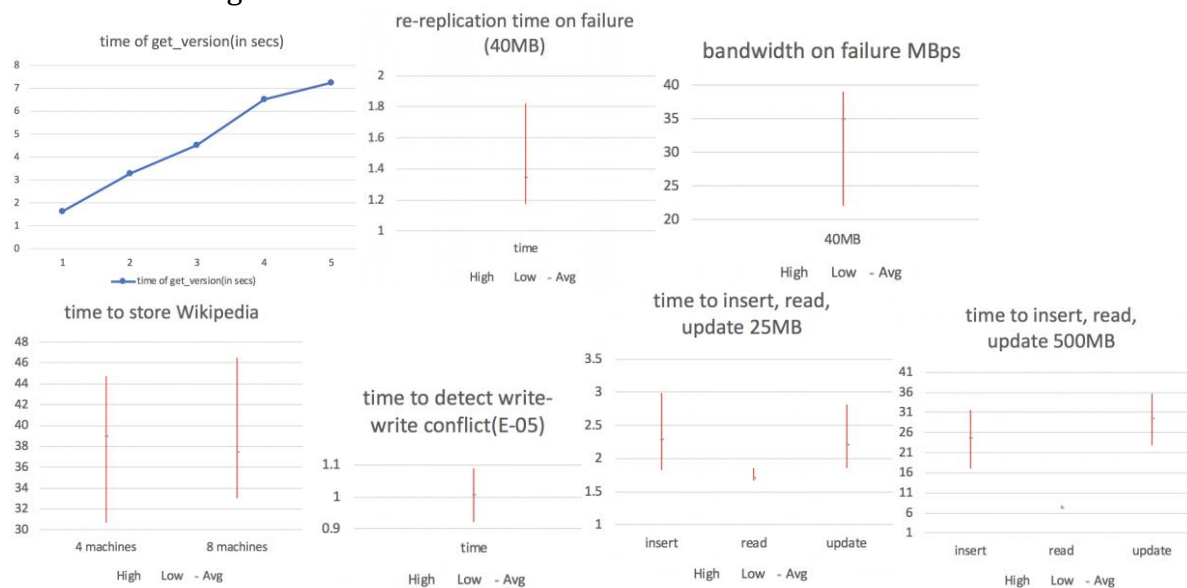 time of get_version(in secs)
8
7
6
5
4
3
2
1
0
1 2 3 4 5
time of get_version(in secs)
re-replication time on failure
(40MB)
2
1.8
1.6
1.4
1.2
1
time
High Low - Avg
bandwidth on failure MBps
40
35
30
25
20
40MB
High Low - Avg
time to store Wikipedia
48
46
44
42
40
38
36
34
32
30
4 machines 8 machines
High Low - Avg
time to detect write-
write conflict(E-05)
1.1
1
0.9
time
High Low - Avg
time to insert, read,
update 25MB
3.5
3
2.5
2
1.5
1
insert read update
High Low - Avg
time to insert, read,
update 500MB
41
36
31
26
21
16
11
6
1
insert read update
High Low - Avg